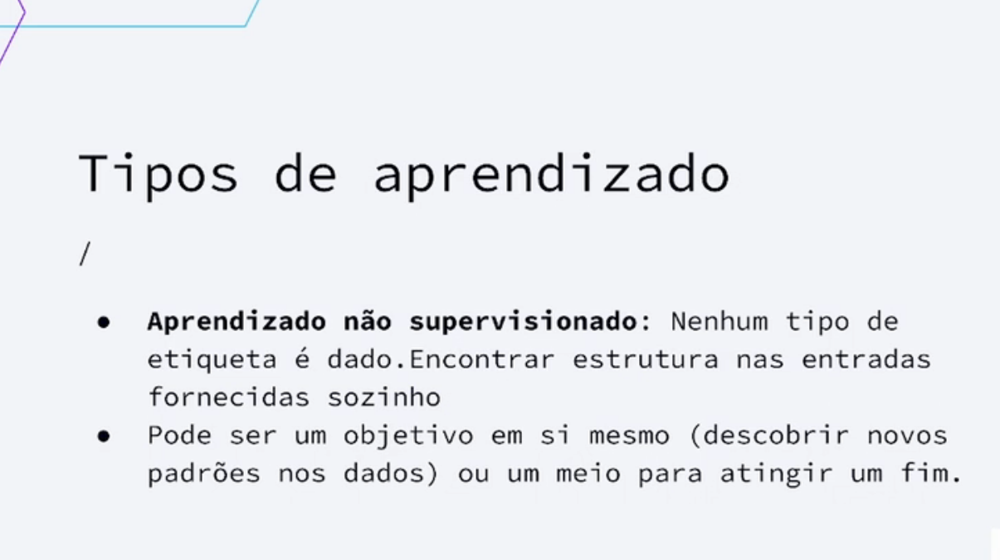 Tipos de aprendizado
/
● Aprendizado não supervisionado: Nenhum tipo de
etiqueta é dado.Encontrar estrutura nas entradas
fornecidas sozinho
● Pode ser um objetivo em si mesmo (descobrir novos
padrões nos dados) ou um meio para atingir um fim.